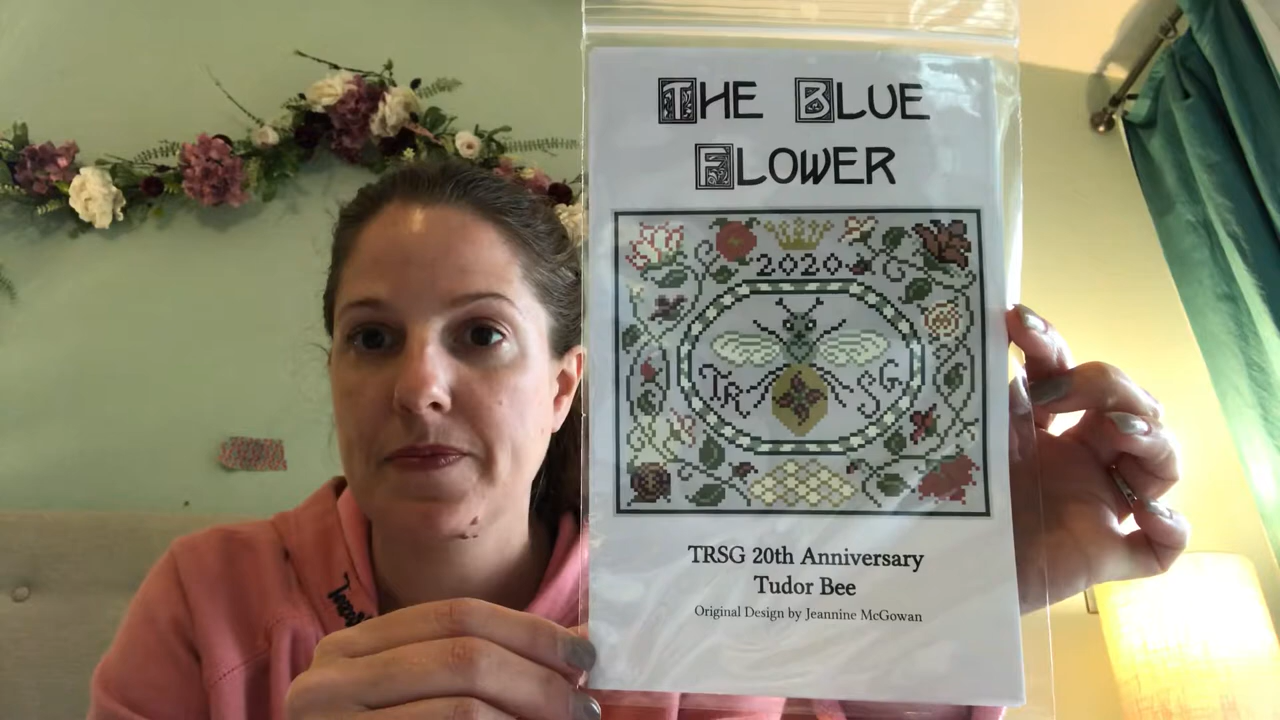 THE BLUE
FLOWER
2020
TR SG
TRSG 20th Anniversary
Tudor Bee
Original Design by Jeannine McGowan